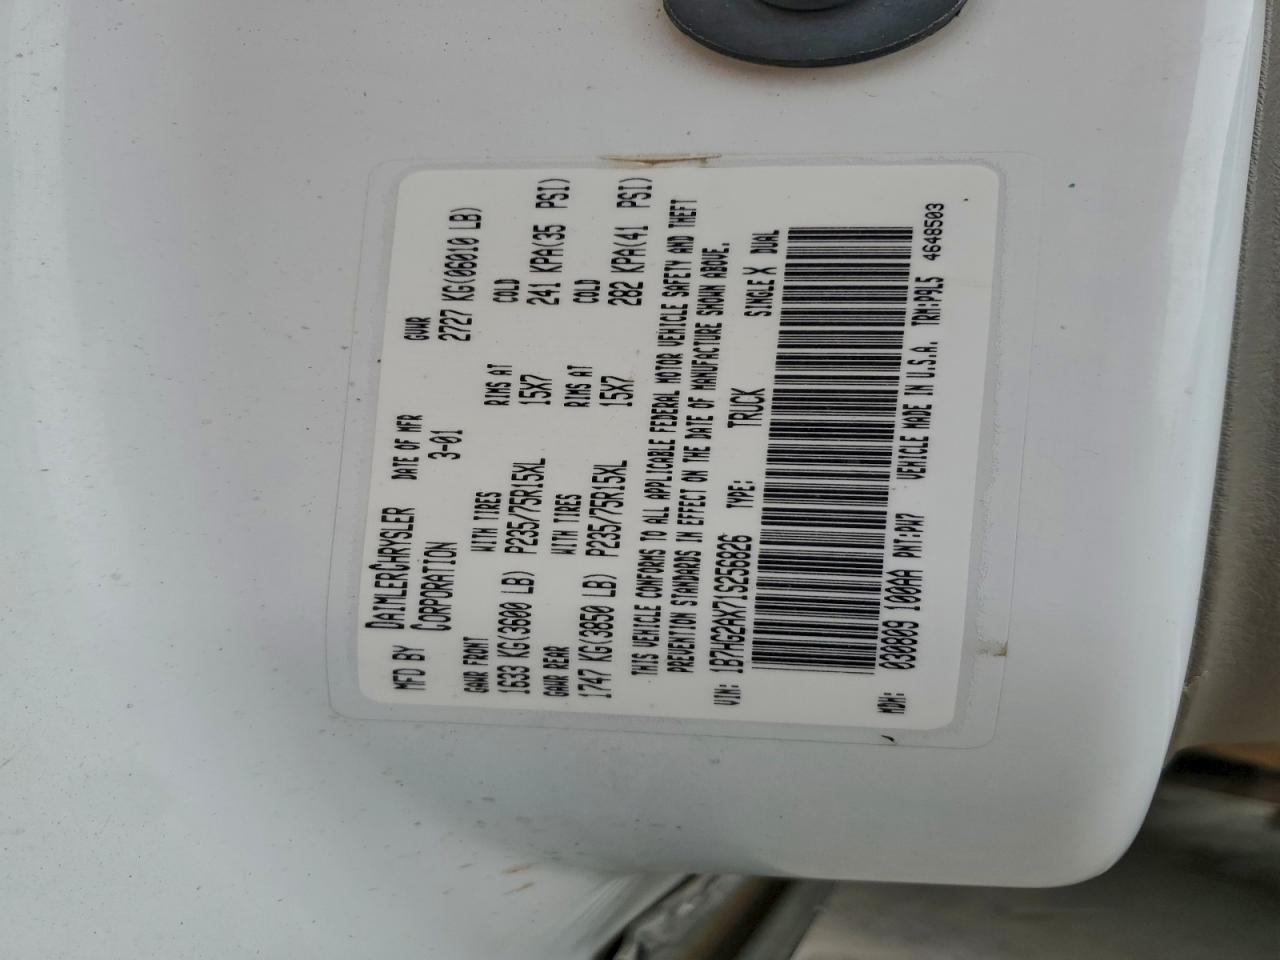 MFD BY DAIMLERCHRYSLER CORPORATION DATE OF MFR 3-01 GVWR 2727 KG(06010 LB)
GAWR FRONT WITH TIRES RIMS AT COLD
1633 KG(3600 LB) P235/75R15XL 15X7 241 KPA(35 PSI)
GAWR REAR WITH TIRES RIMS AT COLD
1747 KG(3850 LB) P235/75R15XL 15X7 282 KPA(41 PSI)
THIS VEHICLE CONFORMS TO ALL APPLICABLE FEDERAL MOTOR VEHICLE SAFETY AND THEFT
PREVENTION STANDARDS IN EFFECT ON THE DATE OF MANUFACTURE SHOWN ABOVE.
VIN: 1B7HG2AX71S256826 TYPE: TRUCK SINGLE X DUAL
MDH: 030809 100AA PNT:PW7 VEHICLE MADE IN U.S.A. TRM:P9L5 4648503